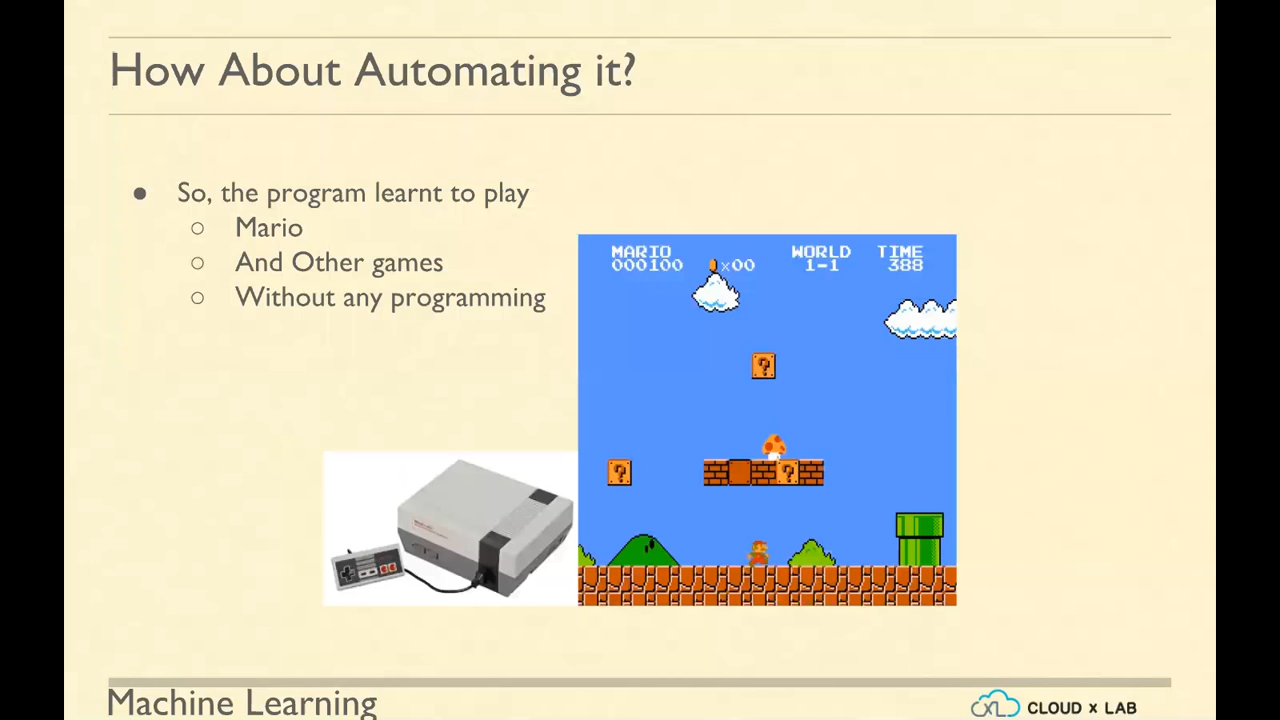 How About Automating it?
● So, the program learnt to play
○ Mario
○ And Other games
○ Without any programming
MARIO WORLD TIME
000100 x00 1-1 388
?
? ?
Machine Learning
CLOUD x LAB